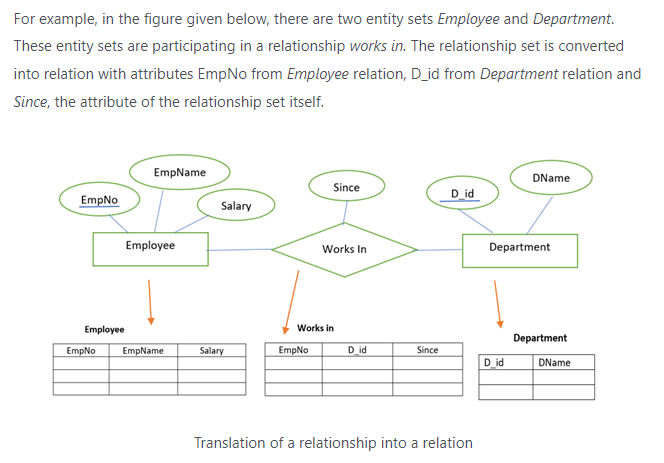 For example, in the figure given below, there are two entity sets Employee and Department.
These entity sets are participating in a relationship works in. The relationship set is converted
into relation with attributes EmpNo from Employee relation, D_id from Department relation and
Since, the attribute of the relationship set itself.
EmpName
DName
Since
EmpNo
D_id
Salary
Employee
Works In
Department
Employee
Works in
Department
EmpNo EmpName Salary
EmpNo D_id Since
D_id DName
Translation of a relationship into a relation